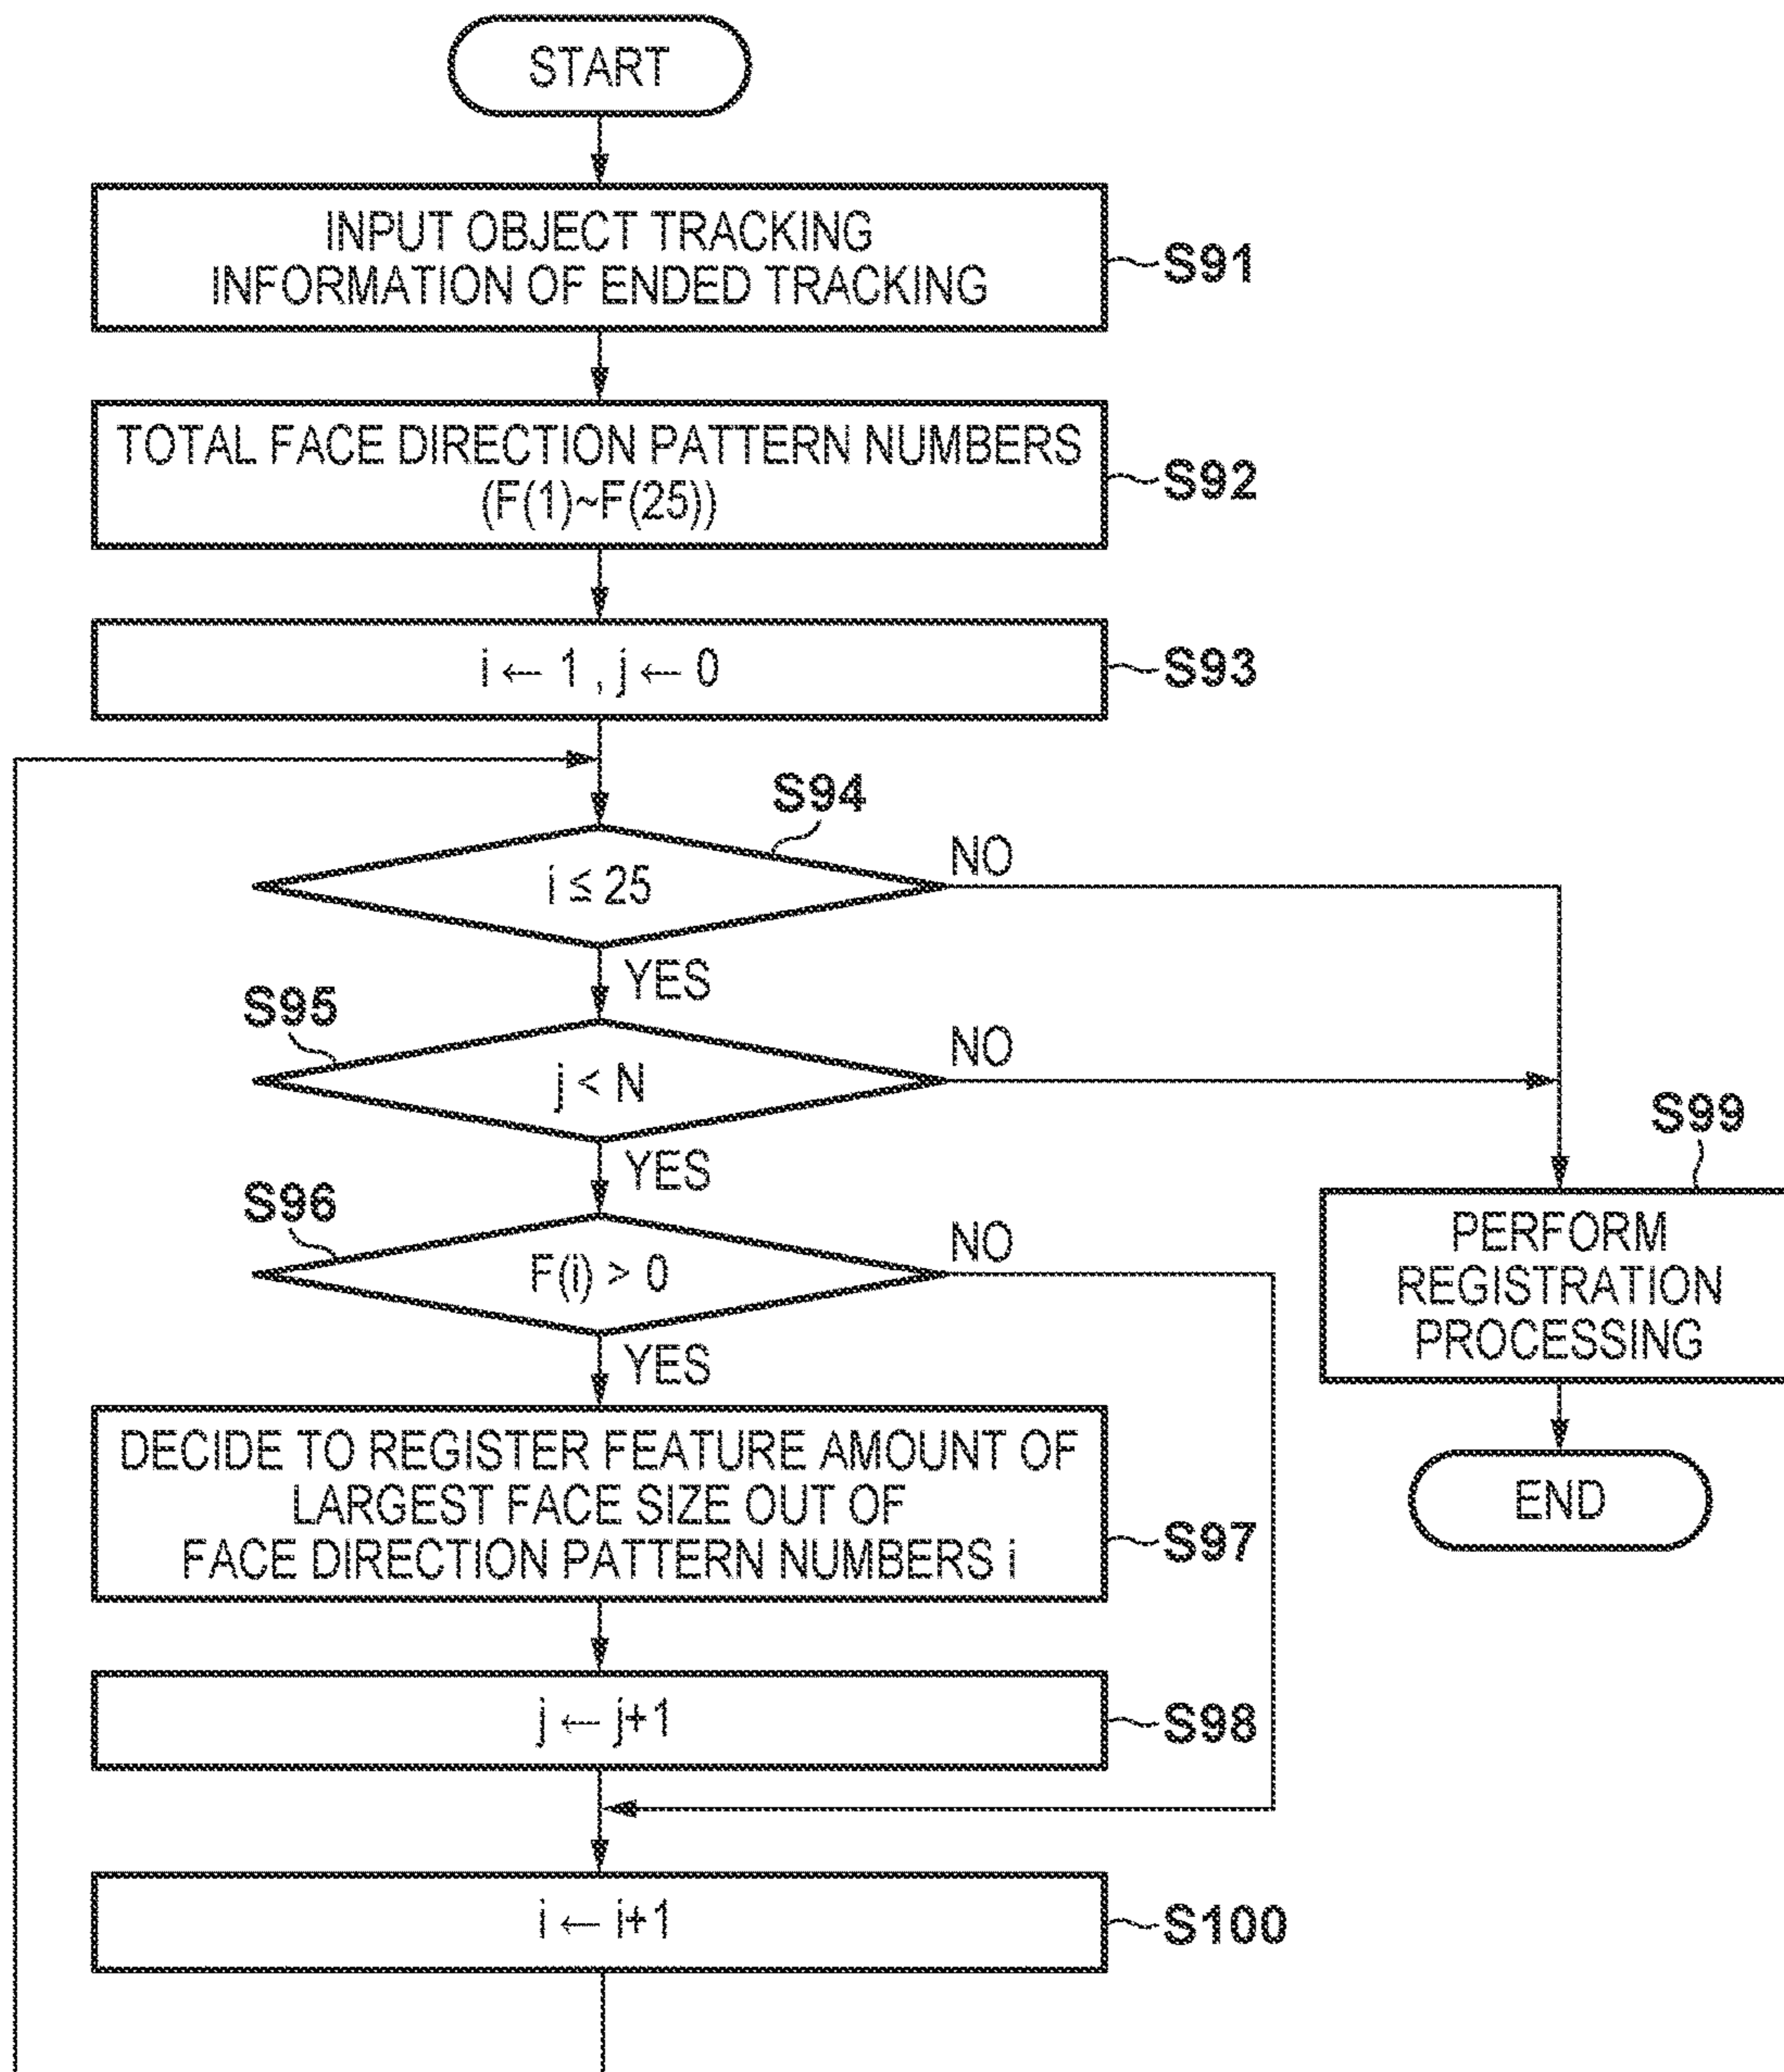 START
INPUT OBJECT TRACKING
INFORMATION OF ENDED TRACKING
S91
TOTAL FACE DIRECTION PATTERN NUMBERS
(F(1)~F(25))
S92
i ← 1 , j ← 0
S93
S94
i ≦ 25
NO
YES
S95
j < N
NO
YES
S96
F(i) > 0
NO
YES
DECIDE TO REGISTER FEATURE AMOUNT OF
LARGEST FACE SIZE OUT OF
FACE DIRECTION PATTERN NUMBERS i
S97
j ← j+1
S98
i ← i+1
S100
S99
PERFORM
REGISTRATION
PROCESSING
END